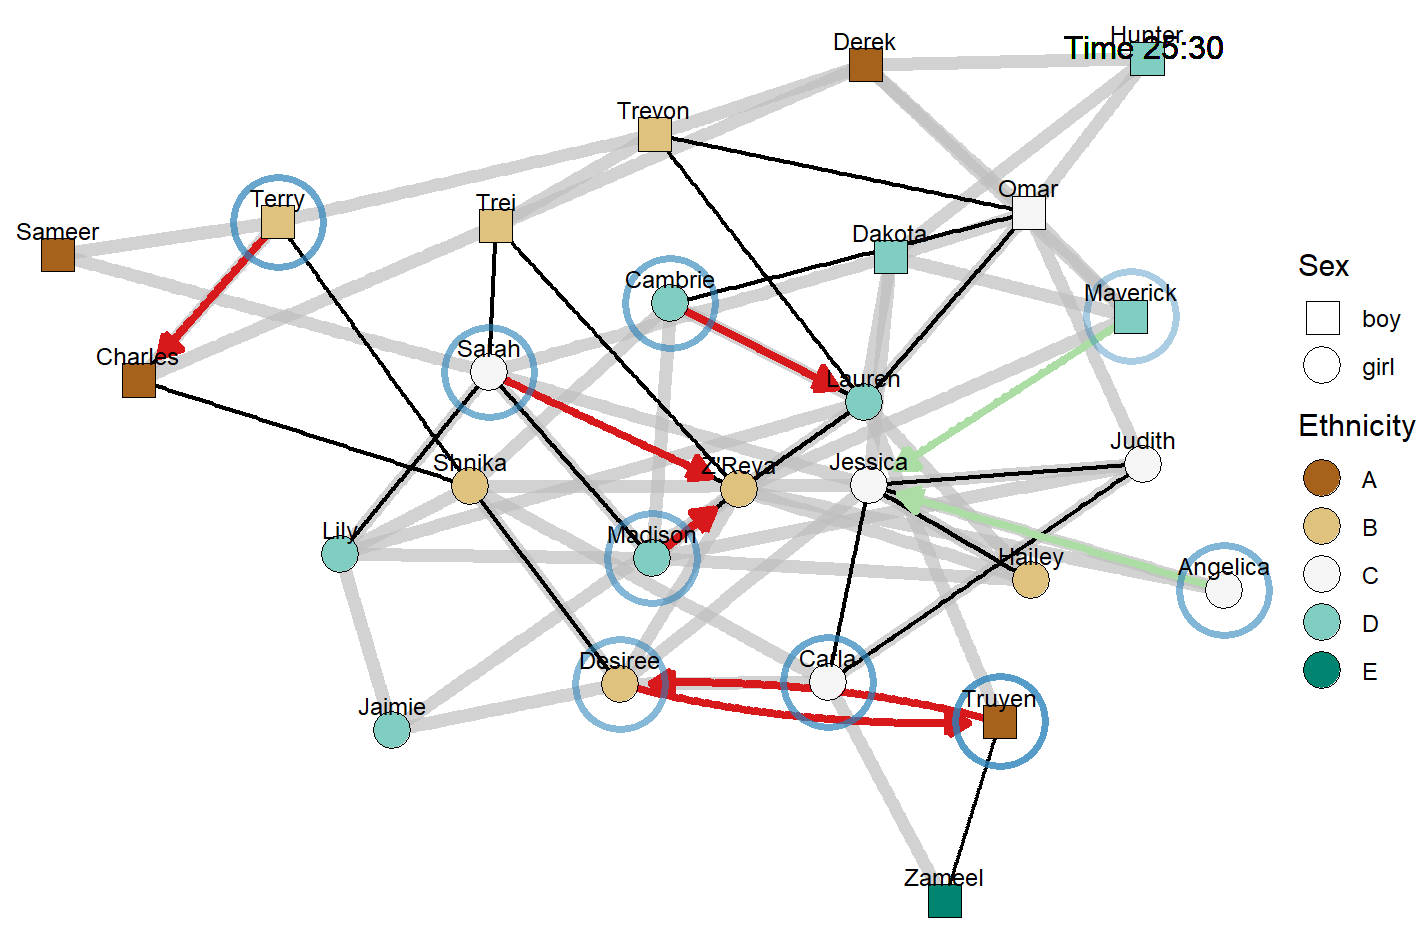 Hunter
Time 25:30
Derek
Trevon
Omar
Terry
Trei
Sameer
Dakota
Cambrie
Maverick
Charles
Sarah
Lauren
Judith
Shnika
Z'Reya
Jessica
Lily
Madison
Hailey
Angelica
Desiree
Carla
Truyen
Jaimie
Zameel
Sex
boy
girl
Ethnicity
A
B
C
D
E